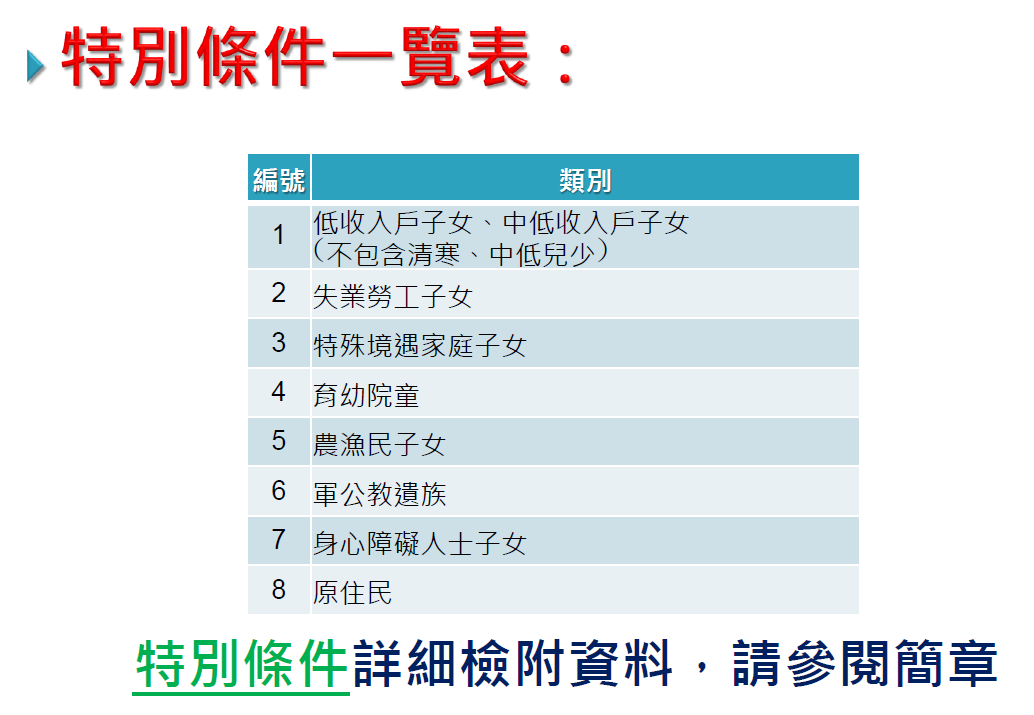 特別條件一覽表：
編號 類別
1 低收入戶子女、中低收入戶子女
(不包含清寒、中低兒少)
2 失業勞工子女
3 特殊境遇家庭子女
4 育幼院童
5 農漁民子女
6 軍公教遺族
7 身心障礙人士子女
8 原住民
特別條件詳細檢附資料，請參閱簡章